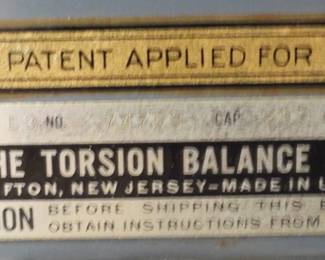 PATENT APPLIED FOR
NO. CAP
HE TORSION BALANCE
FTON, NEW JERSEY-MADE IN U
ON BEFORE SHIPPING THIS B
OBTAIN INSTRUCTIONS FROM